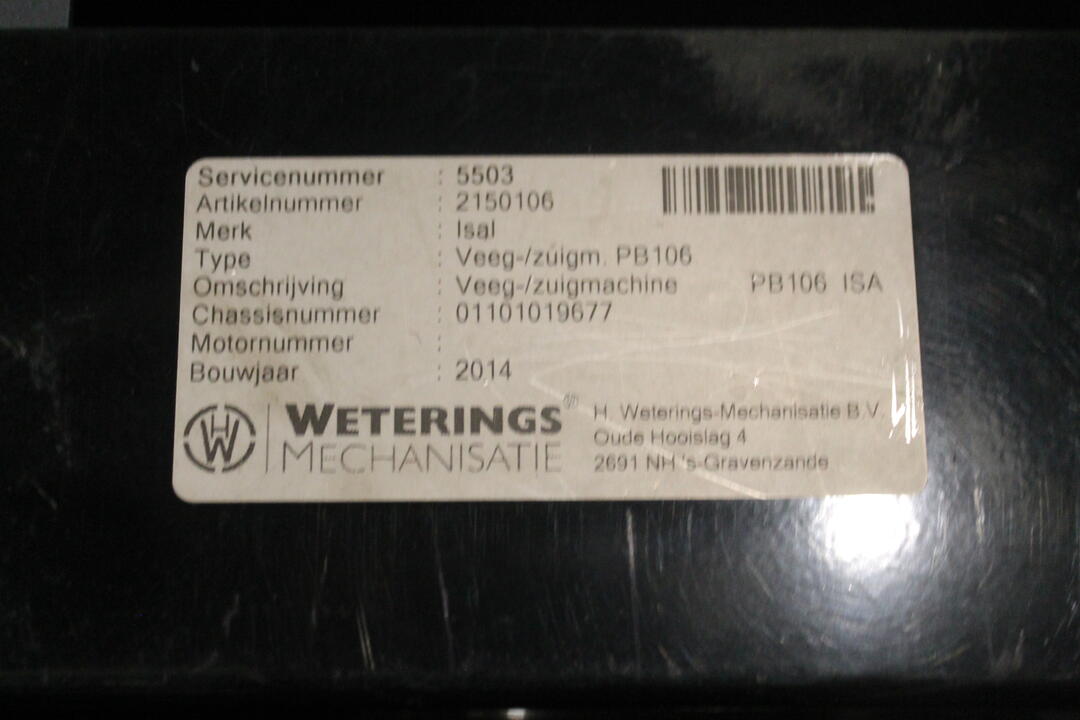 Servicenummer : 5503
Artikelnummer : 2150106
Merk : Isal
Type : Veeg-/zuigm. PB106
Omschrijving : Veeg-/zuigmachine PB106 ISA
Chassisnummer : 01101019677
Motornummer :
Bouwjaar : 2014
HW WETERINGS® MECHANISATIE
H. Weterings-Mechanisatie B.V.
Oude Hooislag 4
2691 NH 's-Gravenzande